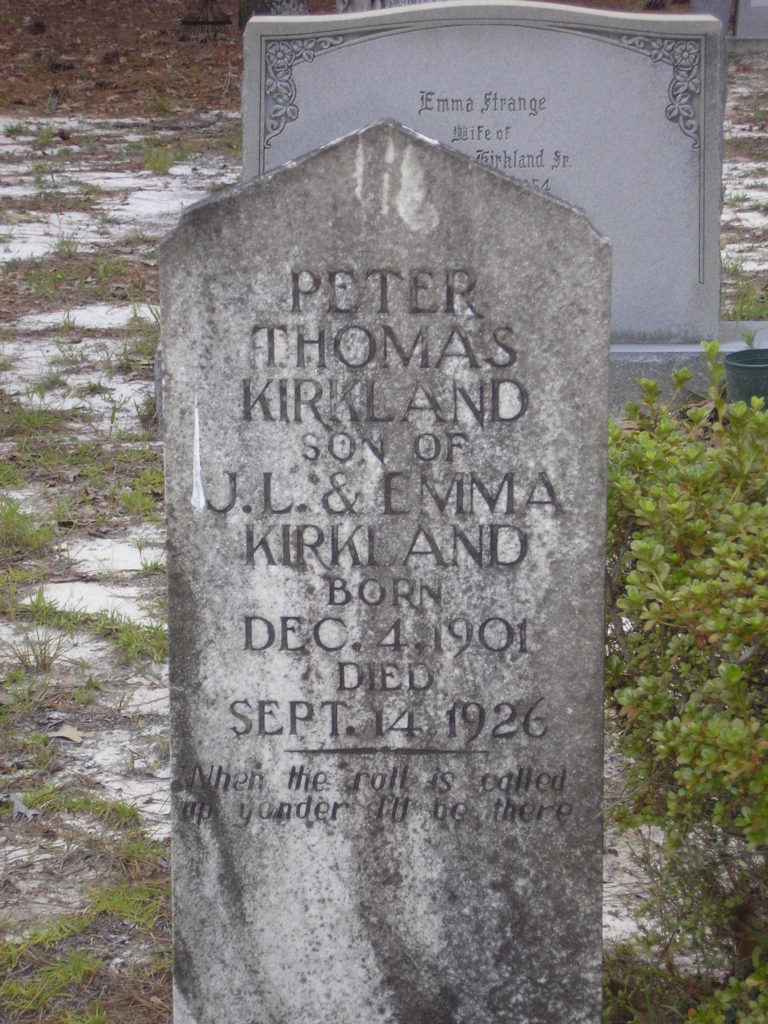 Emma Strange
Wife of
Kirkland Sr.
54
PETER
THOMAS
KIRKLAND
SON OF
J.L. & EMMA
KIRKLAND
BORN
DEC. 4, 1901
DIED
SEPT. 14, 1926
When the roll is called
up yonder I'll be there